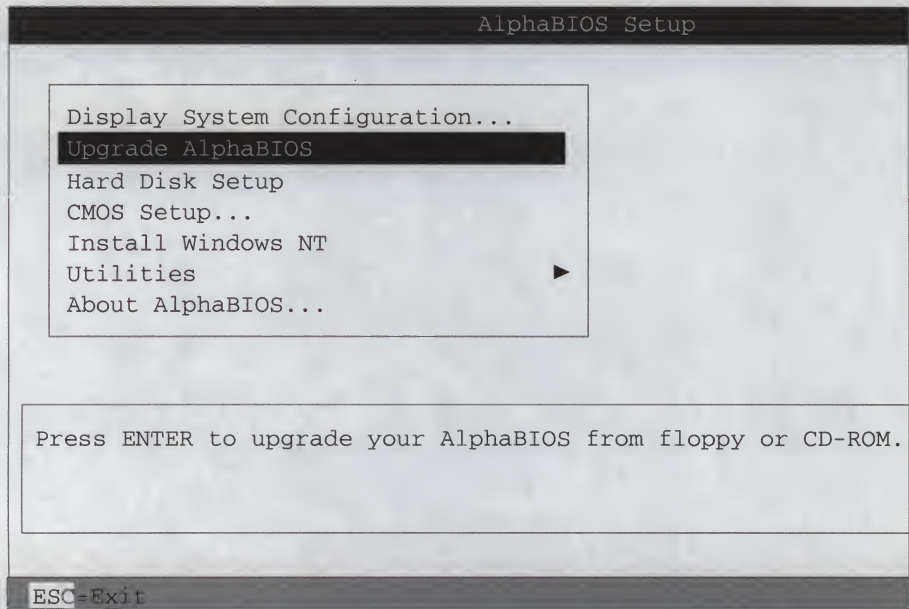 AlphaBIOS Setup
Display System Configuration...
Upgrade AlphaBIOS
Hard Disk Setup
CMOS Setup...
Install Windows NT
Utilities ▶
About AlphaBIOS...
Press ENTER to upgrade your AlphaBIOS from floppy or CD-ROM.
ESC=Exit